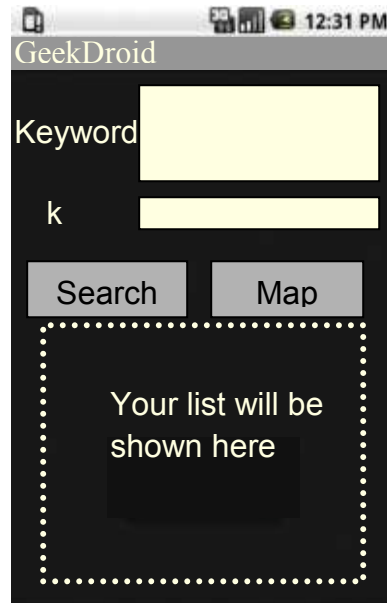 12:31 PM
GeekDroid
Keyword
k
Search Map
Your list will be
shown here